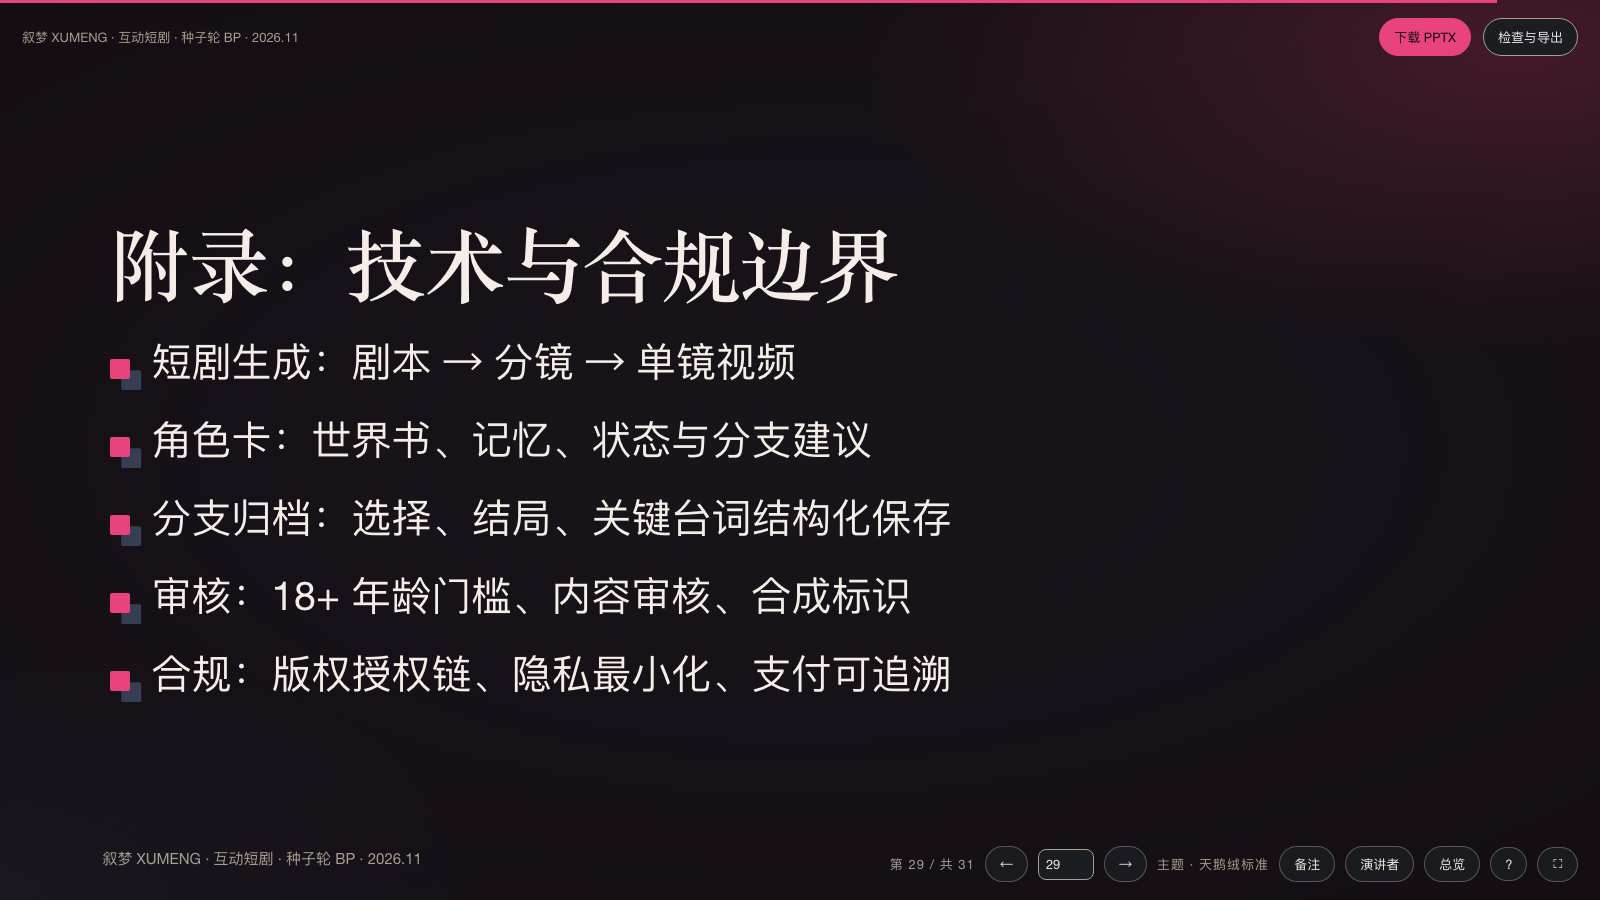 叙梦 XUMENG · 互动短剧 · 种子轮 BP · 2026.11
下载 PPTX
检查与导出
附录：技术与合规边界
短剧生成：剧本 → 分镜 → 单镜视频
角色卡：世界书、记忆、状态与分支建议
分支归档：选择、结局、关键台词结构化保存
审核：18+ 年龄门槛、内容审核、合成标识
合规：版权授权链、隐私最小化、支付可追溯
叙梦 XUMENG · 互动短剧 · 种子轮 BP · 2026.11
第 29 / 共 31
←
29
→
主题 · 天鹅绒标准
备注
演讲者
总览
?